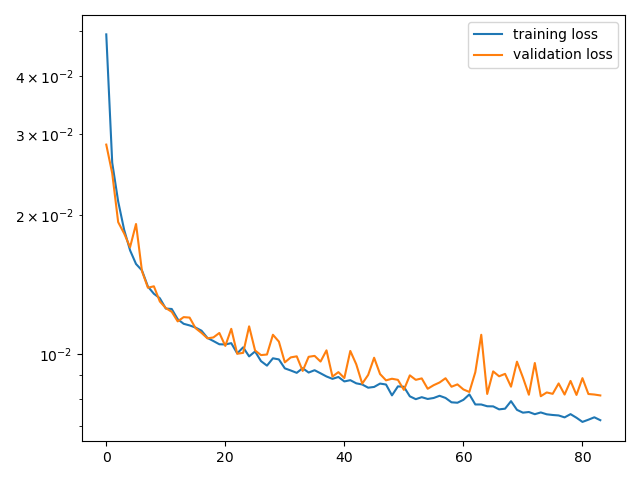 training loss
validation loss
4 × 10⁻²
3 × 10⁻²
2 × 10⁻²
10⁻²
0 20 40 60 80